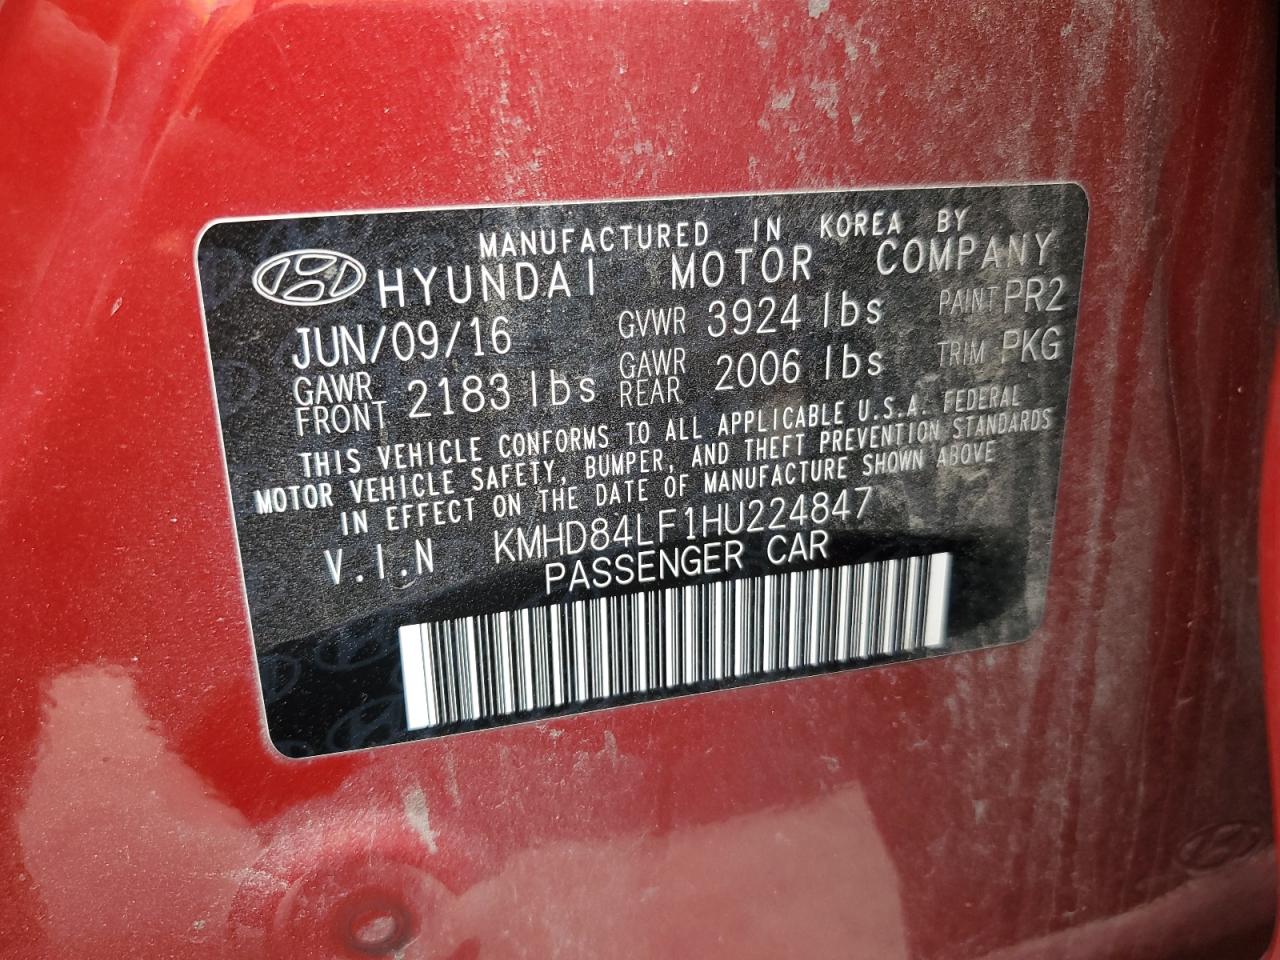 MANUFACTURED IN KOREA BY
HYUNDAI MOTOR COMPANY
JUN/09/16 GVWR 3924 lbs PAINT PR2
GAWR FRONT 2183 lbs GAWR REAR 2006 lbs TRIM PKG
THIS VEHICLE CONFORMS TO ALL APPLICABLE U.S.A. FEDERAL
MOTOR VEHICLE SAFETY, BUMPER, AND THEFT PREVENTION STANDARDS
IN EFFECT ON THE DATE OF MANUFACTURE SHOWN ABOVE
V.I.N KMHD84LF1HU224847
PASSENGER CAR